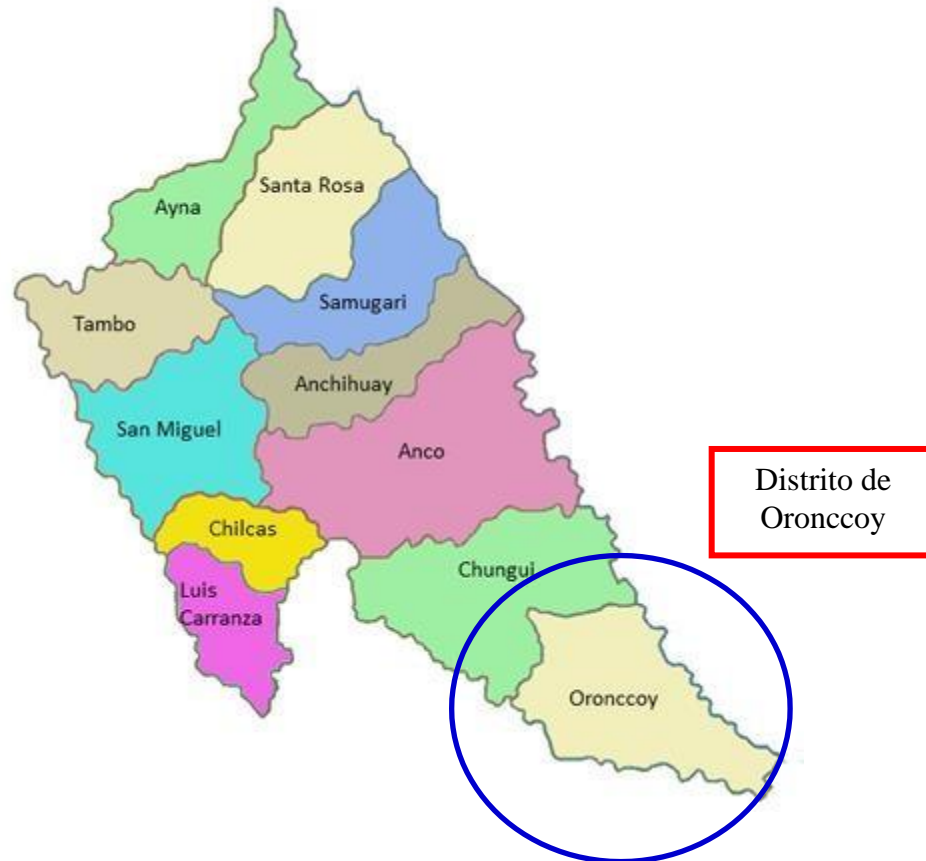 Santa Rosa
Ayna
Samugari
Tambo
Anchihuay
San Miguel
Anco
Distrito de
Oronccoy
Chilcas
Chungui
Luis
Carranza
Oronccoy